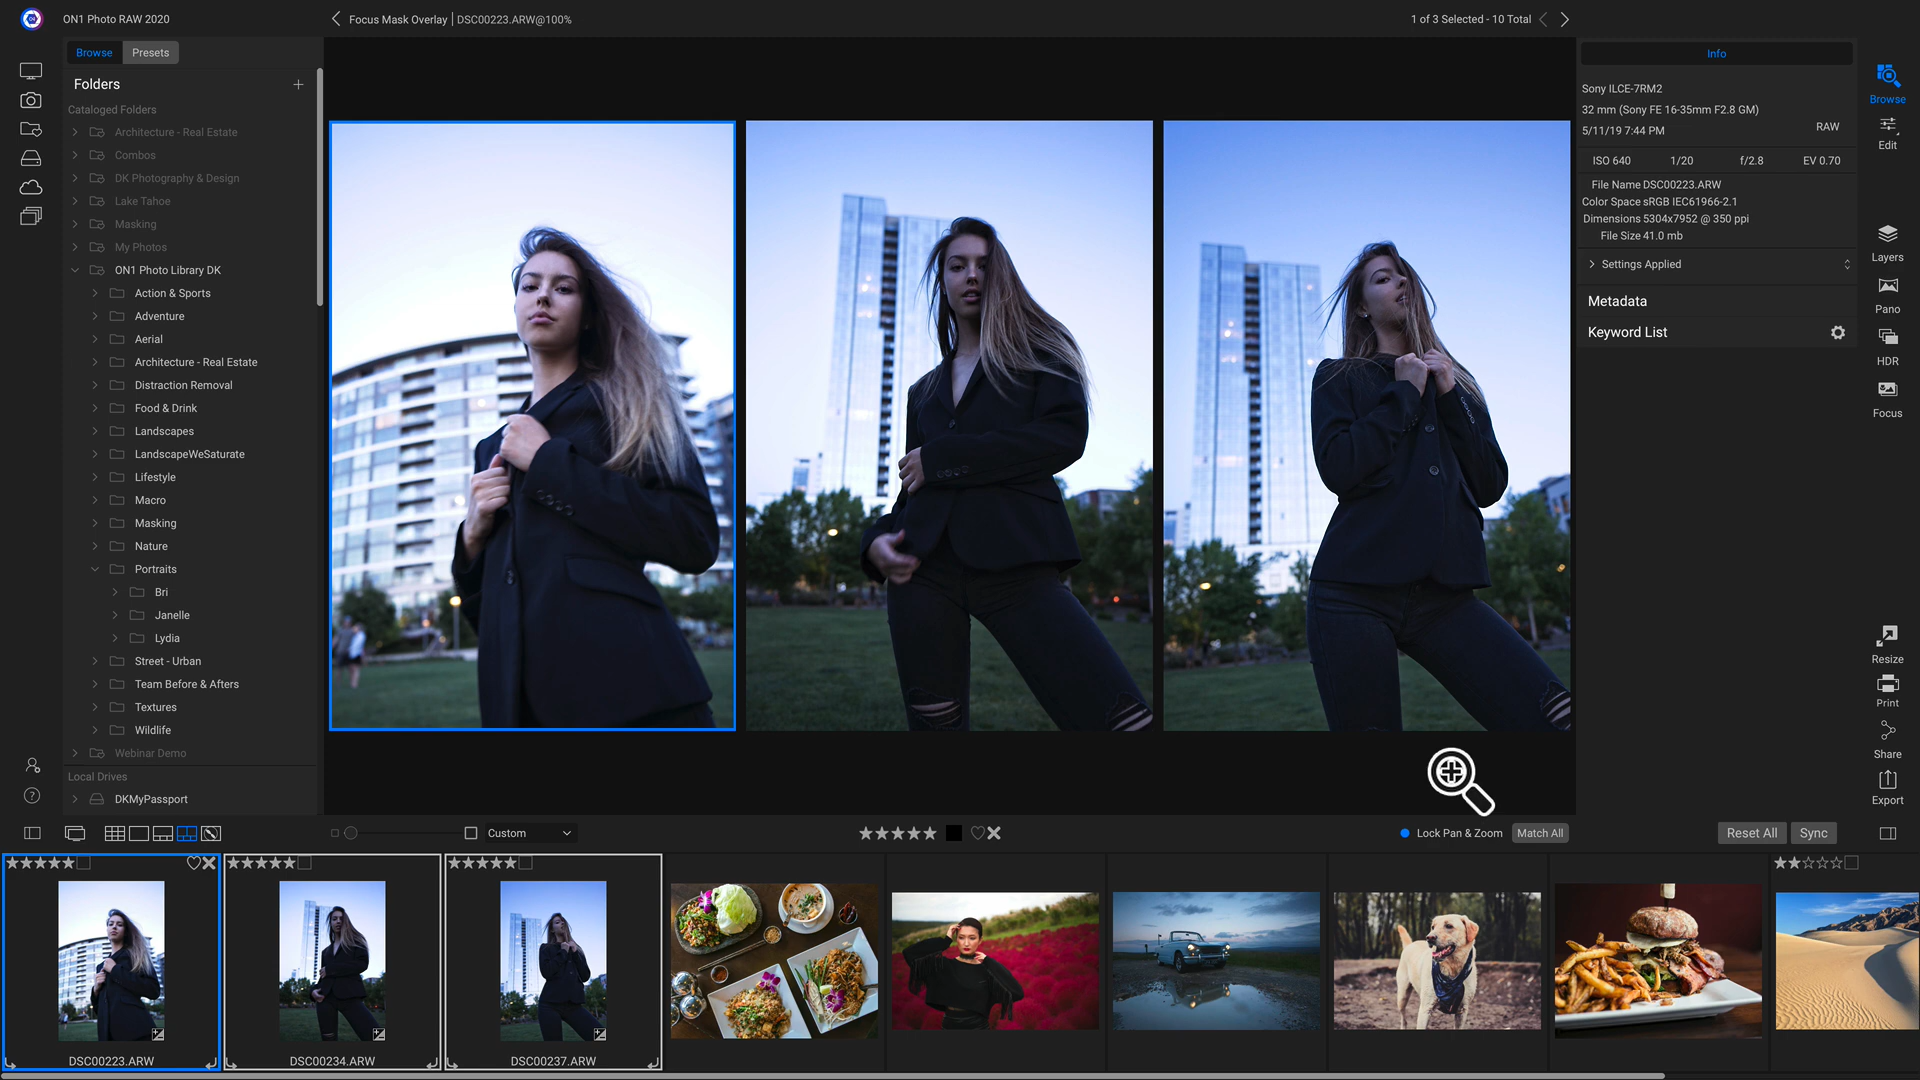 ON1 Photo RAW 2020
Focus Mask Overlay | DSC00223.ARW@100%
1 of 3 Selected - 10 Total
Browse
Presets
Folders
Cataloged Folders
Architecture - Real Estate
Combos
DK Photography & Design
Lake Tahoe
Masking
My Photos
ON1 Photo Library DK
Action & Sports
Adventure
Aerial
Architecture - Real Estate
Distraction Removal
Food & Drink
Landscapes
LandscapeWeSaturate
Lifestyle
Macro
Masking
Nature
Portraits
Bri
Janelle
Lydia
Street - Urban
Team Before & Afters
Textures
Wildlife
Webinar Demo
Local Drives
DKMyPassport
Info
Sony ILCE-7RM2
32 mm (Sony FE 16-35mm F2.8 GM)
5/11/19 7:44 PM
RAW
ISO 640 1/20 f/2.8 EV 0.70
File Name DSC00223.ARW
Color Space sRGB IEC61966-2.1
Dimensions 5304x7952 @ 350 ppi
File Size 41.0 mb
Settings Applied
Metadata
Keyword List
Browse
Edit
Layers
Pano
HDR
Focus
Resize
Print
Share
Export
Custom
Lock Pan & Zoom
Match All
Reset All
Sync
DSC00223.ARW
DSC00234.ARW
DSC00237.ARW